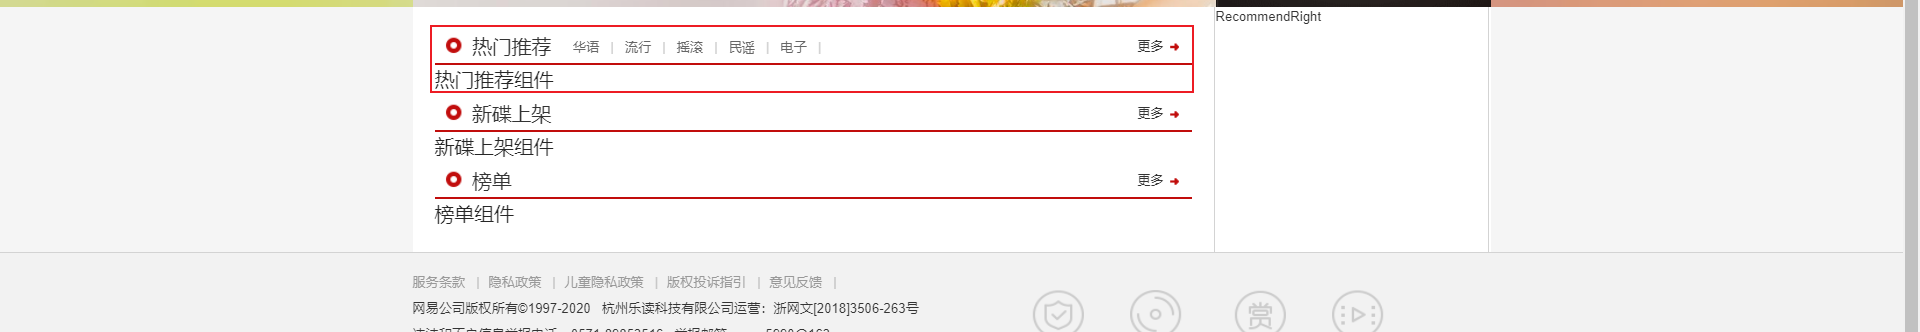 RecommendRight
热门推荐 华语 | 流行 | 摇滚 | 民谣 | 电子 | 更多
热门推荐组件
新碟上架 更多
新碟上架组件
榜单 更多
榜单组件
服务条款 | 隐私政策 | 儿童隐私政策 | 版权投诉指引 | 意见反馈 |
网易公司版权所有©1997-2020 杭州乐读科技有限公司运营：浙网文[2018]3506-263号
赏